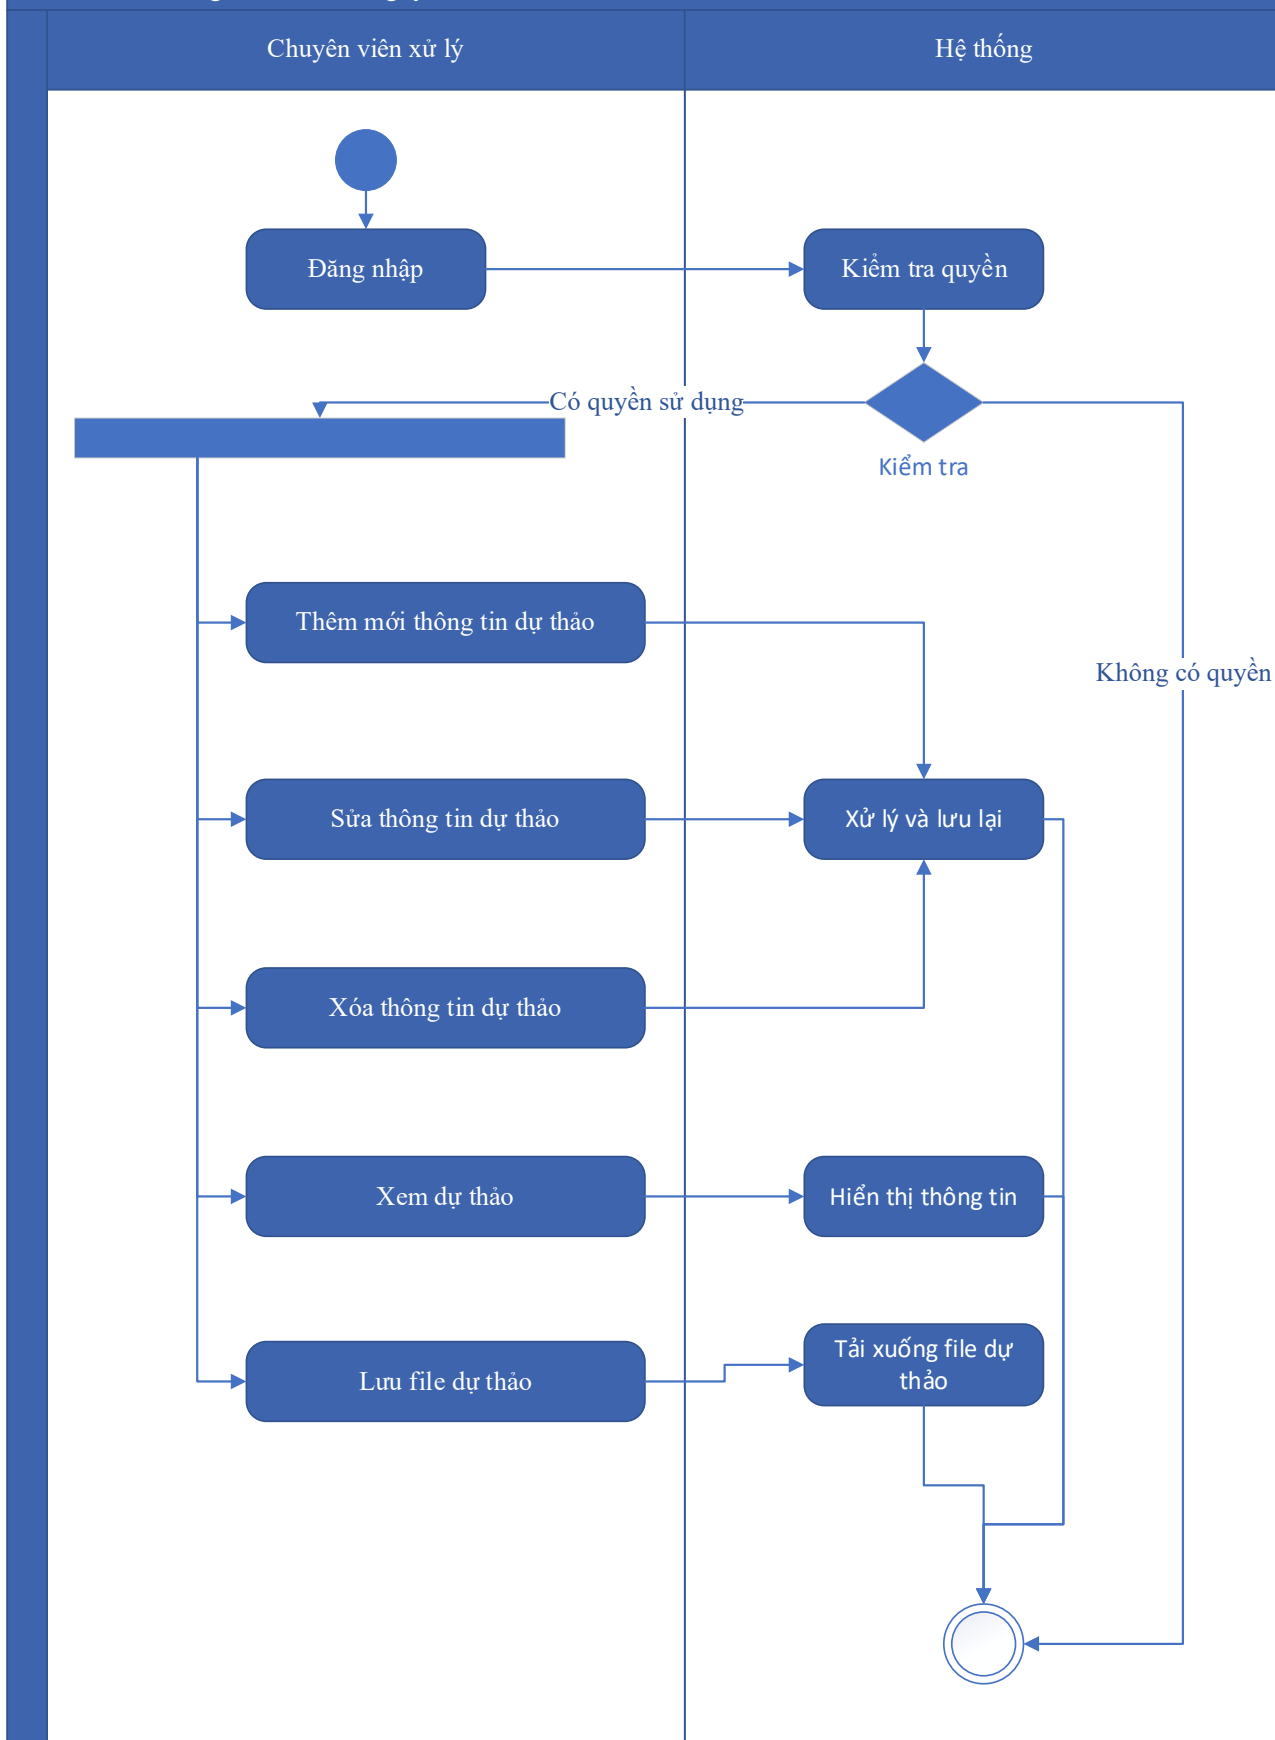 Chuyên viên xử lý
Hệ thống
Đăng nhập
Kiểm tra quyền
Có quyền sử dụng
Kiểm tra
Thêm mới thông tin dự thảo
Không có quyền
Sửa thông tin dự thảo
Xử lý và lưu lại
Xóa thông tin dự thảo
Xem dự thảo
Hiển thị thông tin
Lưu file dự thảo
Tải xuống file dự
thảo